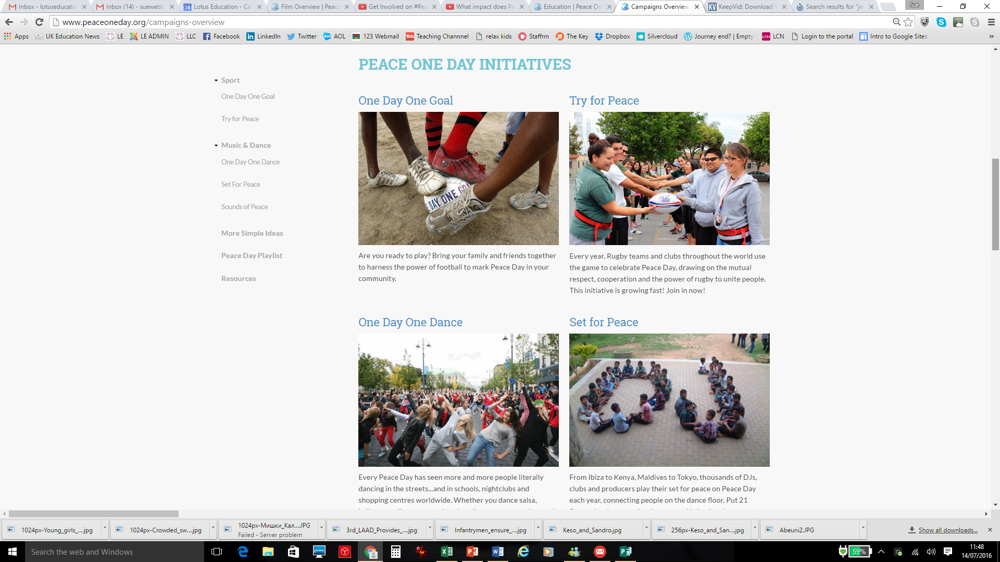 Inbox - lotuseducatio
Inbox (14) - suewebb
Lotus Education - Cal
Film Overview | Peace
Get Involved on #Pea
What impact does Pe
Education | Peace On
Campaigns Overview
KeepVid: Download V
Search results for "jer
Sue
www.peaceoneday.org/campaigns-overview
Apps
UK Education News
LE
LE ADMIN
LLC
Facebook
LinkedIn
Twitter
AOL
123 Webmail
Teaching Channnel
relax kids
Staffrm
The Key
Dropbox
Silvercloud
Journey end? | Empty
LCN
Login to the portal
Intro to Google Sites
PEACE ONE DAY INITIATIVES
Sport
One Day One Goal
Try for Peace
Music & Dance
One Day One Dance
Set For Peace
Sounds of Peace
More Simple Ideas
Peace Day Playlist
Resources
One Day One Goal
DAY ONE GOA
Are you ready to play? Bring your family and friends together
to harness the power of football to mark Peace Day in your
community.
Try for Peace
RUGBY
Every year, Rugby teams and clubs throughout the world use
the game to celebrate Peace Day, drawing on the mutual
respect, cooperation and the power of rugby to unite people.
This initiative is growing fast! Join in now!
One Day One Dance
Every Peace Day has seen more and more people literally
dancing in the streets...and in schools, nightclubs and
shopping centres worldwide. Whether you dance salsa,
Set for Peace
From Ibiza to Kenya, Maldives to Tokyo, thousands of DJs,
clubs and producers play their set for peace on Peace Day
each year, connecting people on the dance floor. Put 21
1024px-Young_girls_....jpg
1024px-Crowded_sw....jpg
1024px-Мишки_Кал....JPG
Failed - Server problem
3rd_LAAD_Provides_....jpg
Infantrymen_ensure_....jpg
Keso_and_Sandro.jpg
256px-Keso_and_San....jpg
Abeuni2.JPG
Show all downloads...
Search the web and Windows
59%
11:48
14/07/2016